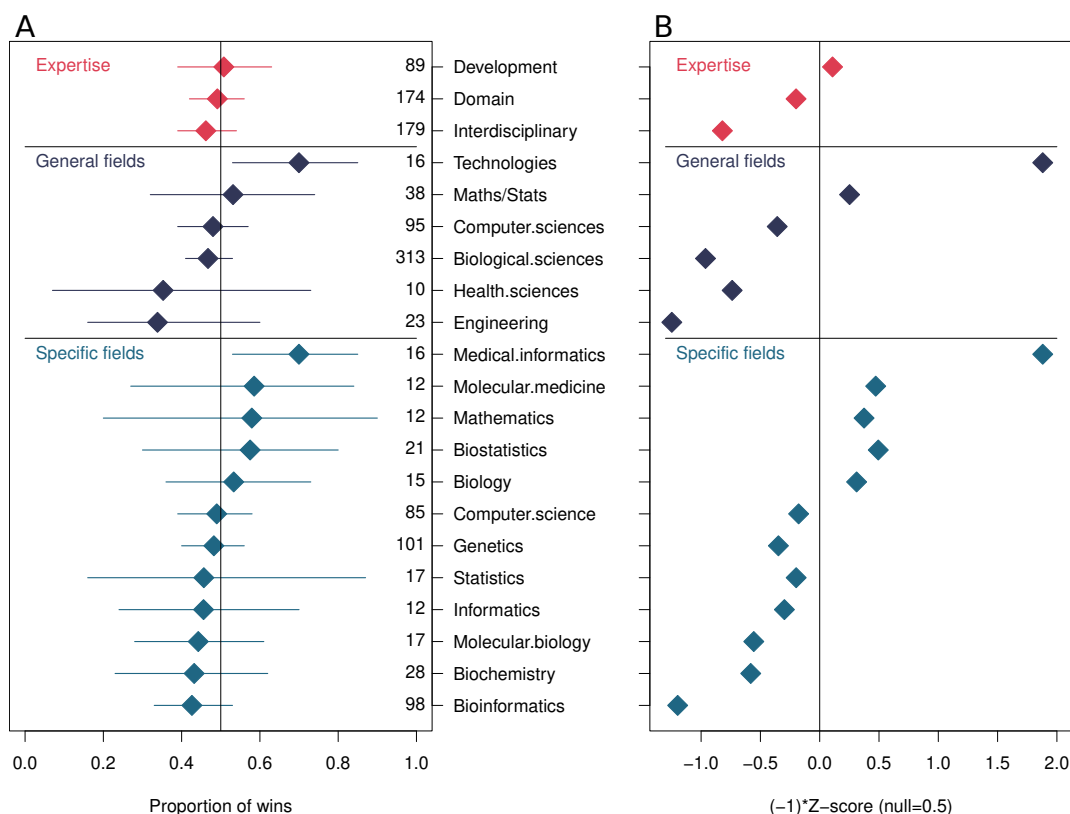 A
B
Expertise
89 Development
Expertise
174 Domain
179 Interdisciplinary
General fields
16 Technologies
General fields
38 Maths/Stats
95 Computer.sciences
313 Biological.sciences
10 Health.sciences
23 Engineering
Specific fields
16 Medical.informatics
Specific fields
12 Molecular.medicine
12 Mathematics
21 Biostatistics
15 Biology
85 Computer.science
101 Genetics
17 Statistics
12 Informatics
17 Molecular.biology
28 Biochemistry
98 Bioinformatics
0.0 0.2 0.4 0.6 0.8 1.0
−1.0 −0.5 0.0 0.5 1.0 1.5 2.0
Proportion of wins
(−1)*Z−score (null=0.5)